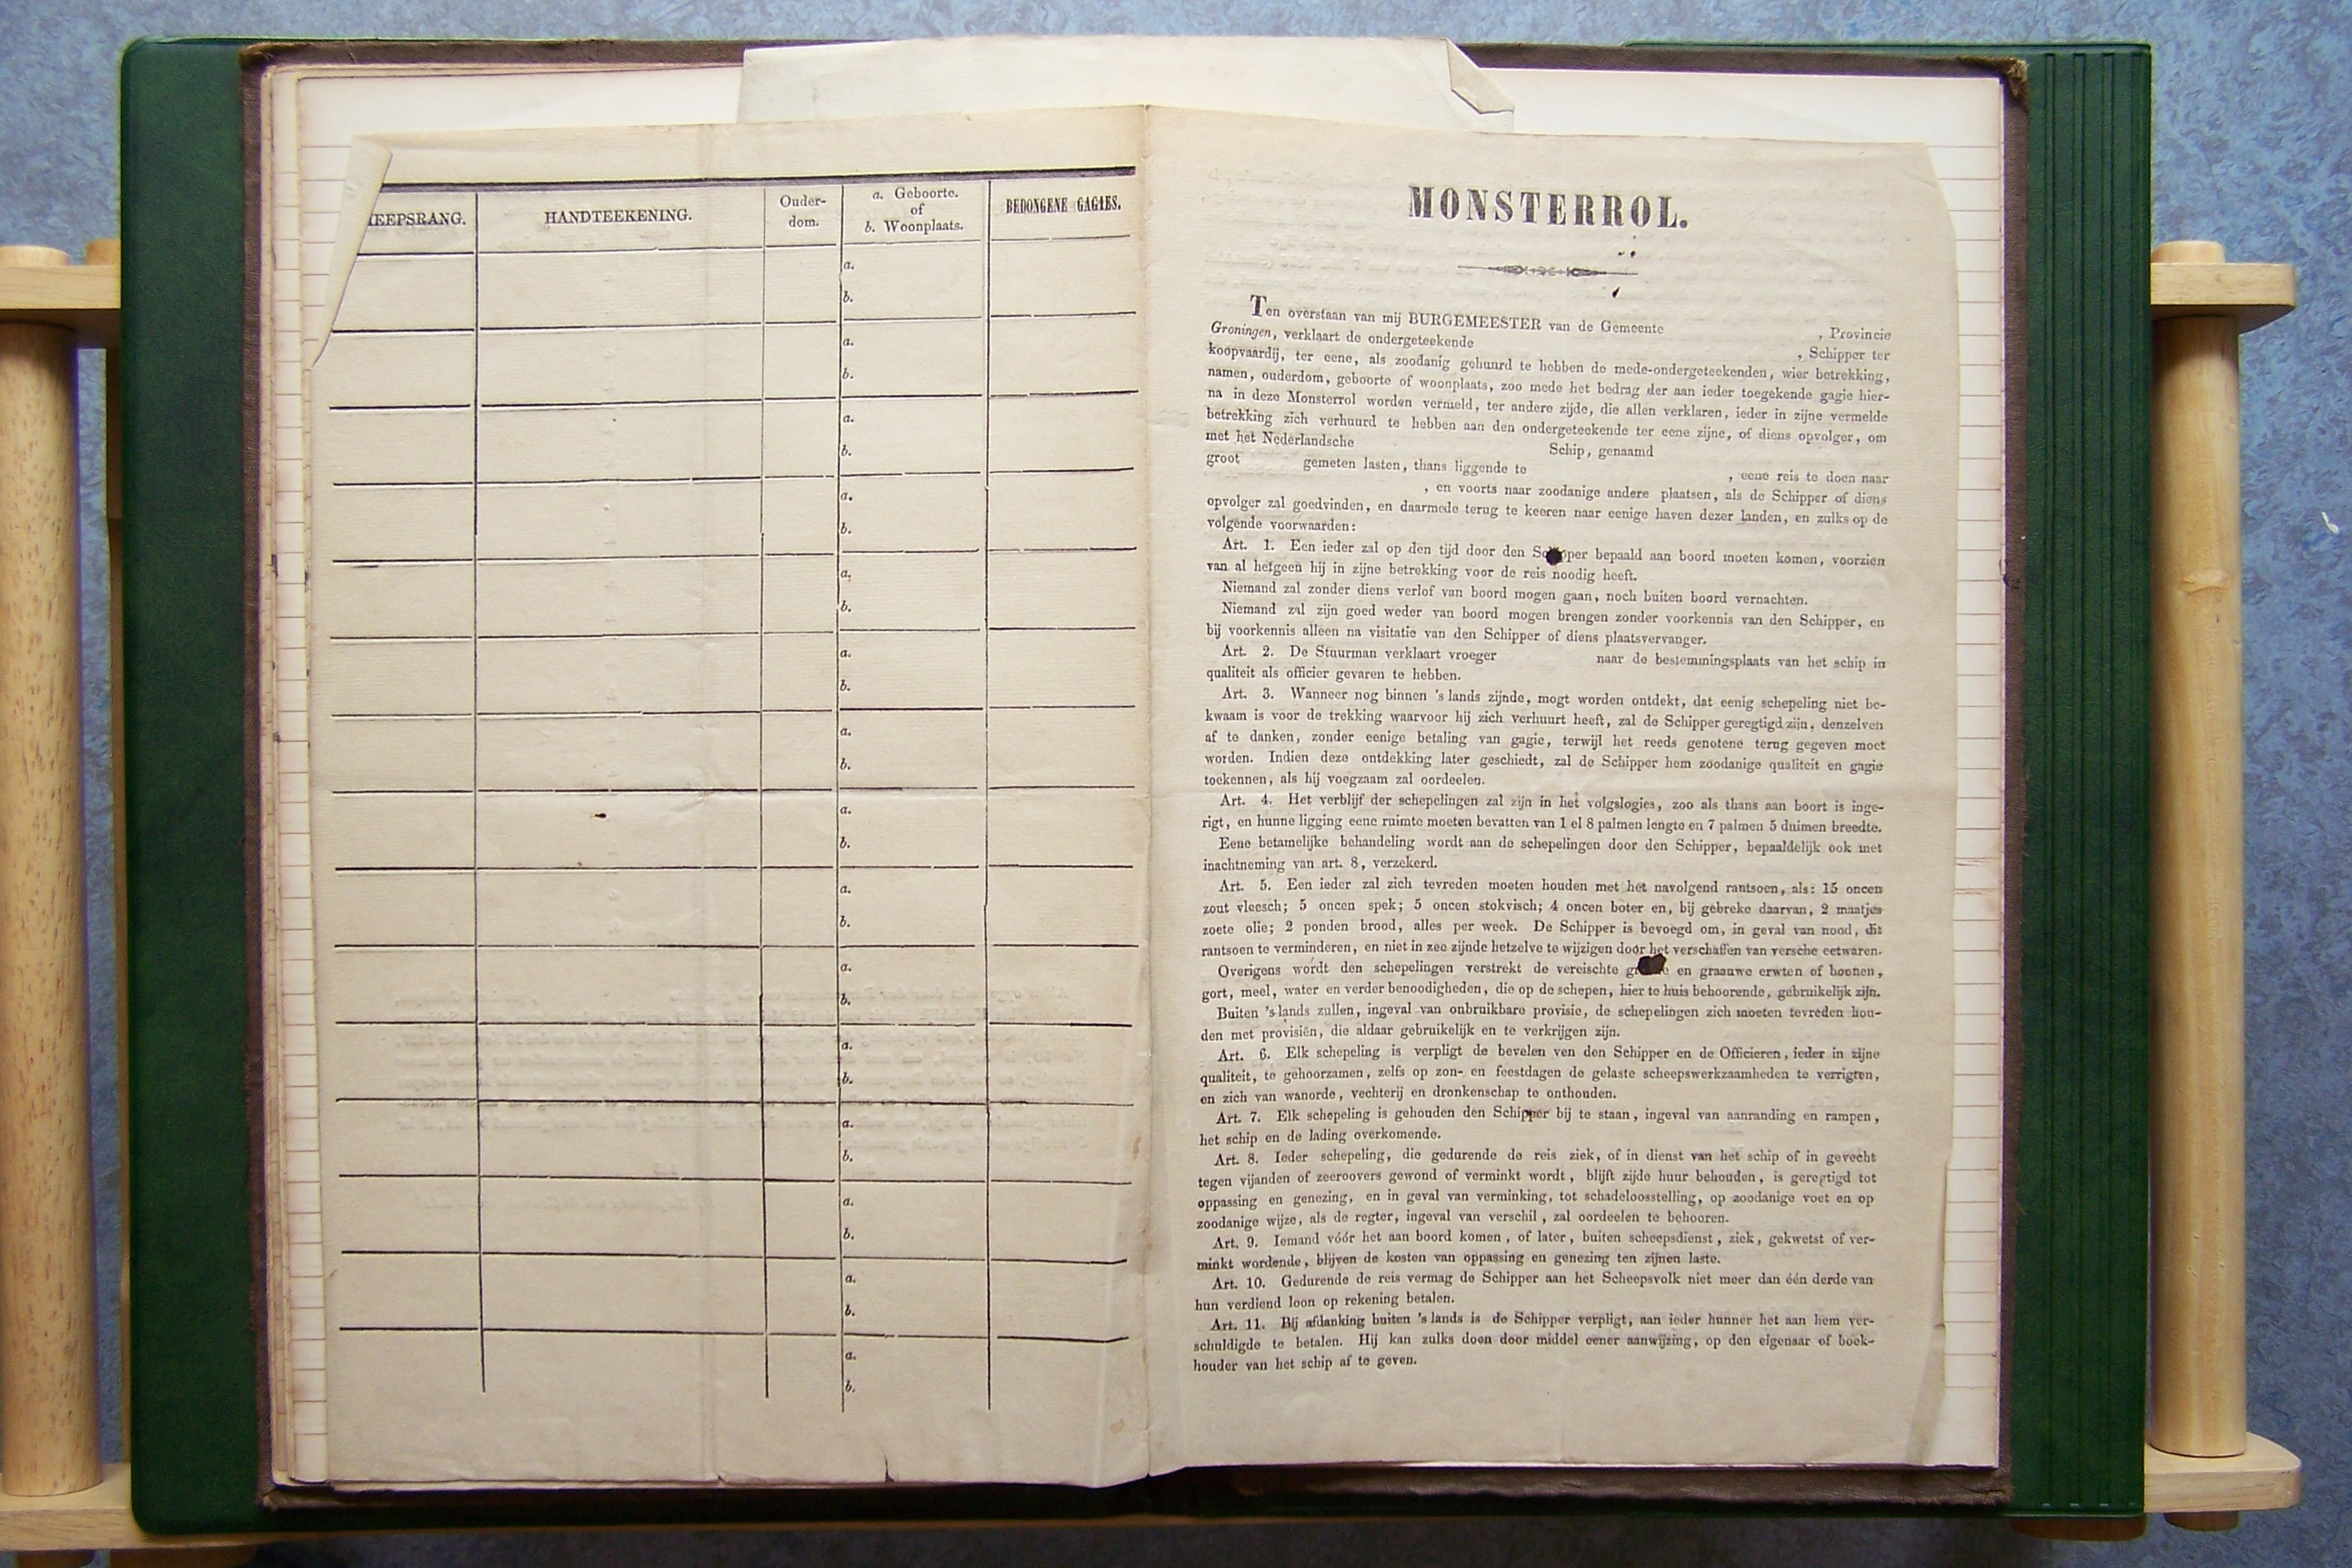 EEPSRANG. HANDTEEKENING. Ouder-dom. a. Geboorte. of b. Woonplaats. BEDONGENE GAGIES.
a.
b.
a.
b.
a.
b.
a.
b.
a.
b.
a.
b.
a.
b.
a.
b.
a.
b.
a.
b.
a.
b.
a.
b.
a.
b.
a.
b.
a.
b.
MONSTERROL.
Ten overstaan van mij BURGEMEESTER van de Gemeente , Provincie
Groningen, verklaart de ondergeteekende , Schipper ter
koopvaardij, ter eene, als zoodanig gehuurd te hebben de mede-ondergeteekenden, wier betrekking,
namen, ouderdom, geboorte of woonplaats, zoo mede het bedrag der aan ieder toegekende gagie hier-
na in deze Monsterrol worden vermeld, ter andere zijde, die allen verklaren, ieder in zijne vermelde
betrekking zich verhuurd te hebben aan den ondergeteekende ter eene zijne, of diens opvolger, om
met het Nederlandsche Schip, genaamd
groot gemeten lasten, thans liggende te , eene reis te doen naar
, en voorts naar zoodanige andere plaatsen, als de Schipper of diens
opvolger zal goedvinden, en daarmede terug te keeren naar eenige haven dezer landen, en zulks op de
volgende voorwaarden:
Art. 1. Een ieder zal op den tijd door den Schipper bepaald aan boord moeten komen, voorzien
van al hetgeen hij in zijne betrekking voor de reis noodig heeft.
Niemand zal zonder diens verlof van boord mogen gaan, noch buiten boord vernachten.
Niemand zal zijn goed weder van boord mogen brengen zonder voorkennis van den Schipper, en
bij voorkennis alleen na visitatie van den Schipper of diens plaatsvervanger.
Art. 2. De Stuurman verklaart vroeger naar de bestemmingsplaats van het schip in
qualiteit als officier gevaren te hebben.
Art. 3. Wanneer nog binnen 's lands zijnde, mogt worden ontdekt, dat eenig schepeling niet be-
kwaam is voor de trekking waarvoor hij zich verhuurt heeft, zal de Schipper geregtigd zijn, denzelven
af te danken, zonder eenige betaling van gagie, terwijl het reeds genotene terug gegeven moet
worden. Indien deze ontdekking later geschiedt, zal de Schipper hem zoodanige qualiteit en gagie
toekennen, als hij voegzaam zal oordeelen.
Art. 4. Het verblijf der schepelingen zal zijn in het volgslogies, zoo als thans aan boort is inge-
rigt, en hunne ligging eene ruimte moeten bevatten van 1 el 8 palmen lengte en 7 palmen 5 duimen breedte.
Eene betamelijke behandeling wordt aan de schepelingen door den Schipper, bepaaldelijk ook met
inachtneming van art. 8, verzekerd.
Art. 5. Een ieder zal zich tevreden moeten houden met het navolgend rantsoen, als: 15 oncen
zout vleesch; 5 oncen spek; 5 oncen stokvisch; 4 oncen boter en, bij gebreke daarvan, 2 maatjes
zoete olie; 2 ponden brood, alles per week. De Schipper is bevoegd om, in geval van nood, dit
rantsoen te verminderen, en niet in zee zijnde hetzelve te wijzigen door het verschaffen van versche eetwaren.
Overigens wordt den schepelingen verstrekt de vereischte en graauwe erwten of boonen,
gort, meel, water en verder benoodigheden, die op de schepen, hier te huis behoorende, gebruikelijk zijn.
Buiten 's lands zullen, ingeval van onbruikbare provisie, de schepelingen zich moeten tevreden hou-
den met provisiën, die aldaar gebruikelijk en te verkrijgen zijn.
Art. 6. Elk schepeling is verpligt de bevelen ven den Schipper en de Officieren, ieder in zijne
qualiteit, te gehoorzamen, zelfs op zon- en feestdagen de gelaste scheepswerkzaamheden te verrigten,
en zich van wanorde, vechterij en dronkenschap te onthouden.
Art. 7. Elk schepeling is gehouden den Schipper bij te staan, ingeval van aanranding en rampen,
het schip en de lading overkomende.
Art. 8. Ieder schepeling, die gedurende de reis ziek, of in dienst van het schip of in gevecht
tegen vijanden of zeeroovers gewond of verminkt wordt, blijft zijde huur behouden, is geregtigd tot
oppassing en genezing, en in geval van verminking, tot schadeloosstelling, op zoodanige voet en op
zoodanige wijze, als de regter, ingeval van verschil, zal oordeelen te behooren.
Art. 9. Iemand vóór het aan boord komen, of later, buiten scheepsdienst, ziek, gekwetst of ver-
minkt wordende, blijven de kosten van oppassing en genezing ten zijnen laste.
Art. 10. Gedurende de reis vermag de Schipper aan het Scheepsvolk niet meer dan één derde van
hun verdiend loon op rekening betalen.
Art. 11. Bij afdanking buiten 's lands is de Schipper verpligt, aan ieder hunner het aan hem ver-
schuldigde te betalen. Hij kan zulks doen door middel eener aanwijzing, op den eigenaar of boek-
houder van het schip af te geven.